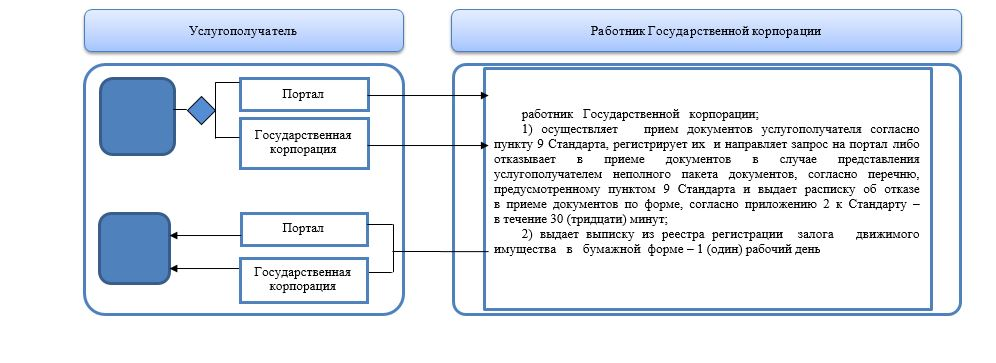 Услугополучатель
Работник Государственной корпорации
Портал
Государственная
корпорация
работник Государственной корпорации;
1) осуществляет прием документов услугополучателя согласно
пункту 9 Стандарта, регистрирует их и направляет запрос на портал либо
отказывает в приеме документов в случае представления
услугополучателем неполного пакета документов, согласно перечню,
предусмотренному пунктом 9 Стандарта и выдает расписку об отказе
в приеме документов по форме, согласно приложению 2 к Стандарту –
в течение 30 (тридцати) минут;
2) выдает выписку из реестра регистрации залога движимого
имущества в бумажной форме – 1 (один) рабочий день
Портал
Государственная
корпорация